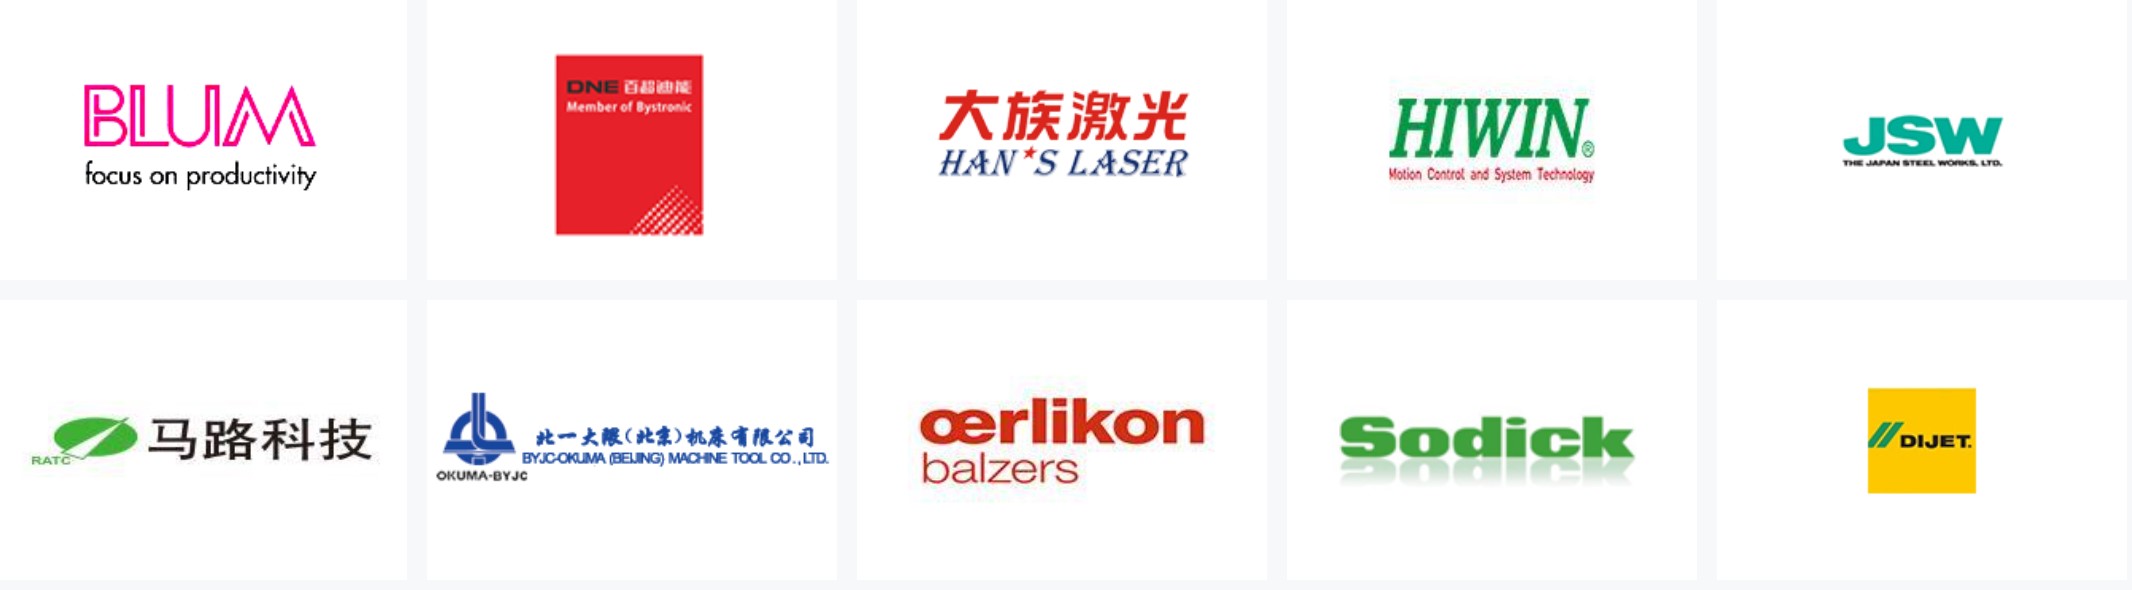 BLUM
focus on productivity
DNE 百超迪能
Member of Bystronic
大族激光
HAN★S LASER
HIWIN®
Motion Control and System Technology
JSW
THE JAPAN STEEL WORKS, LTD.
RATC
马路科技
OKUMA-BYJC
北一大隈(北京)机床有限公司
BYJC-OKUMA (BEIJING) MACHINE TOOL CO., LTD.
œrlikon
balzers
Sodick
DIJET.